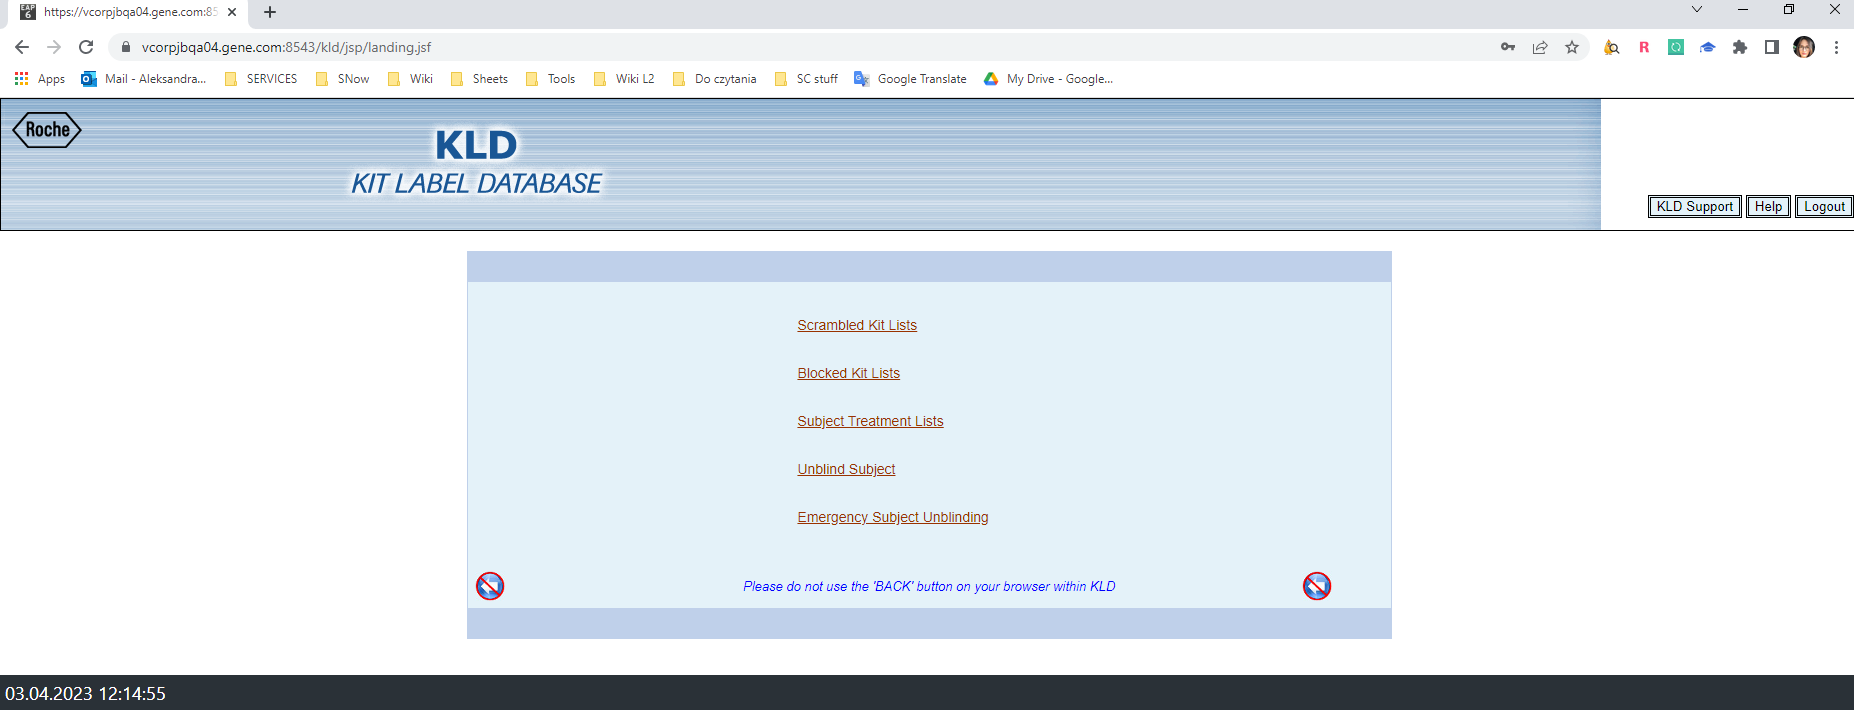 EAP
6
https://vcorpjbqa04.gene.com:85
vcorpjbqa04.gene.com:8543/kld/jsp/landing.jsf
R
Apps
Mail - Aleksandra...
SERVICES
SNow
Wiki
Sheets
Tools
Wiki L2
Do czytania
SC stuff
Google Translate
My Drive - Google...
Roche
KLD
KIT LABEL DATABASE
KLD Support
Help
Logout
Scrambled Kit Lists
Blocked Kit Lists
Subject Treatment Lists
Unblind Subject
Emergency Subject Unblinding
Please do not use the 'BACK' button on your browser within KLD
03.04.2023 12:14:55